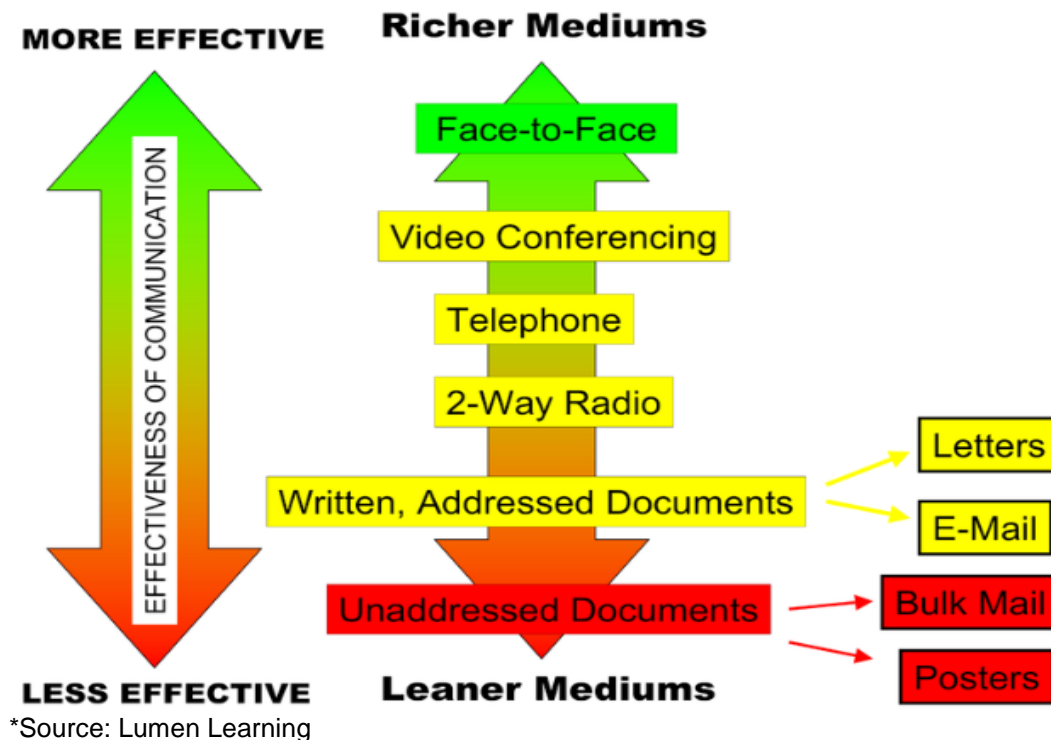 MORE EFFECTIVE
Richer Mediums
EFFECTIVENESS OF COMMUNICATION
Face-to-Face
Video Conferencing
Telephone
2-Way Radio
Written, Addressed Documents
Letters
E-Mail
Unaddressed Documents
Bulk Mail
Posters
LESS EFFECTIVE
Leaner Mediums
*Source: Lumen Learning